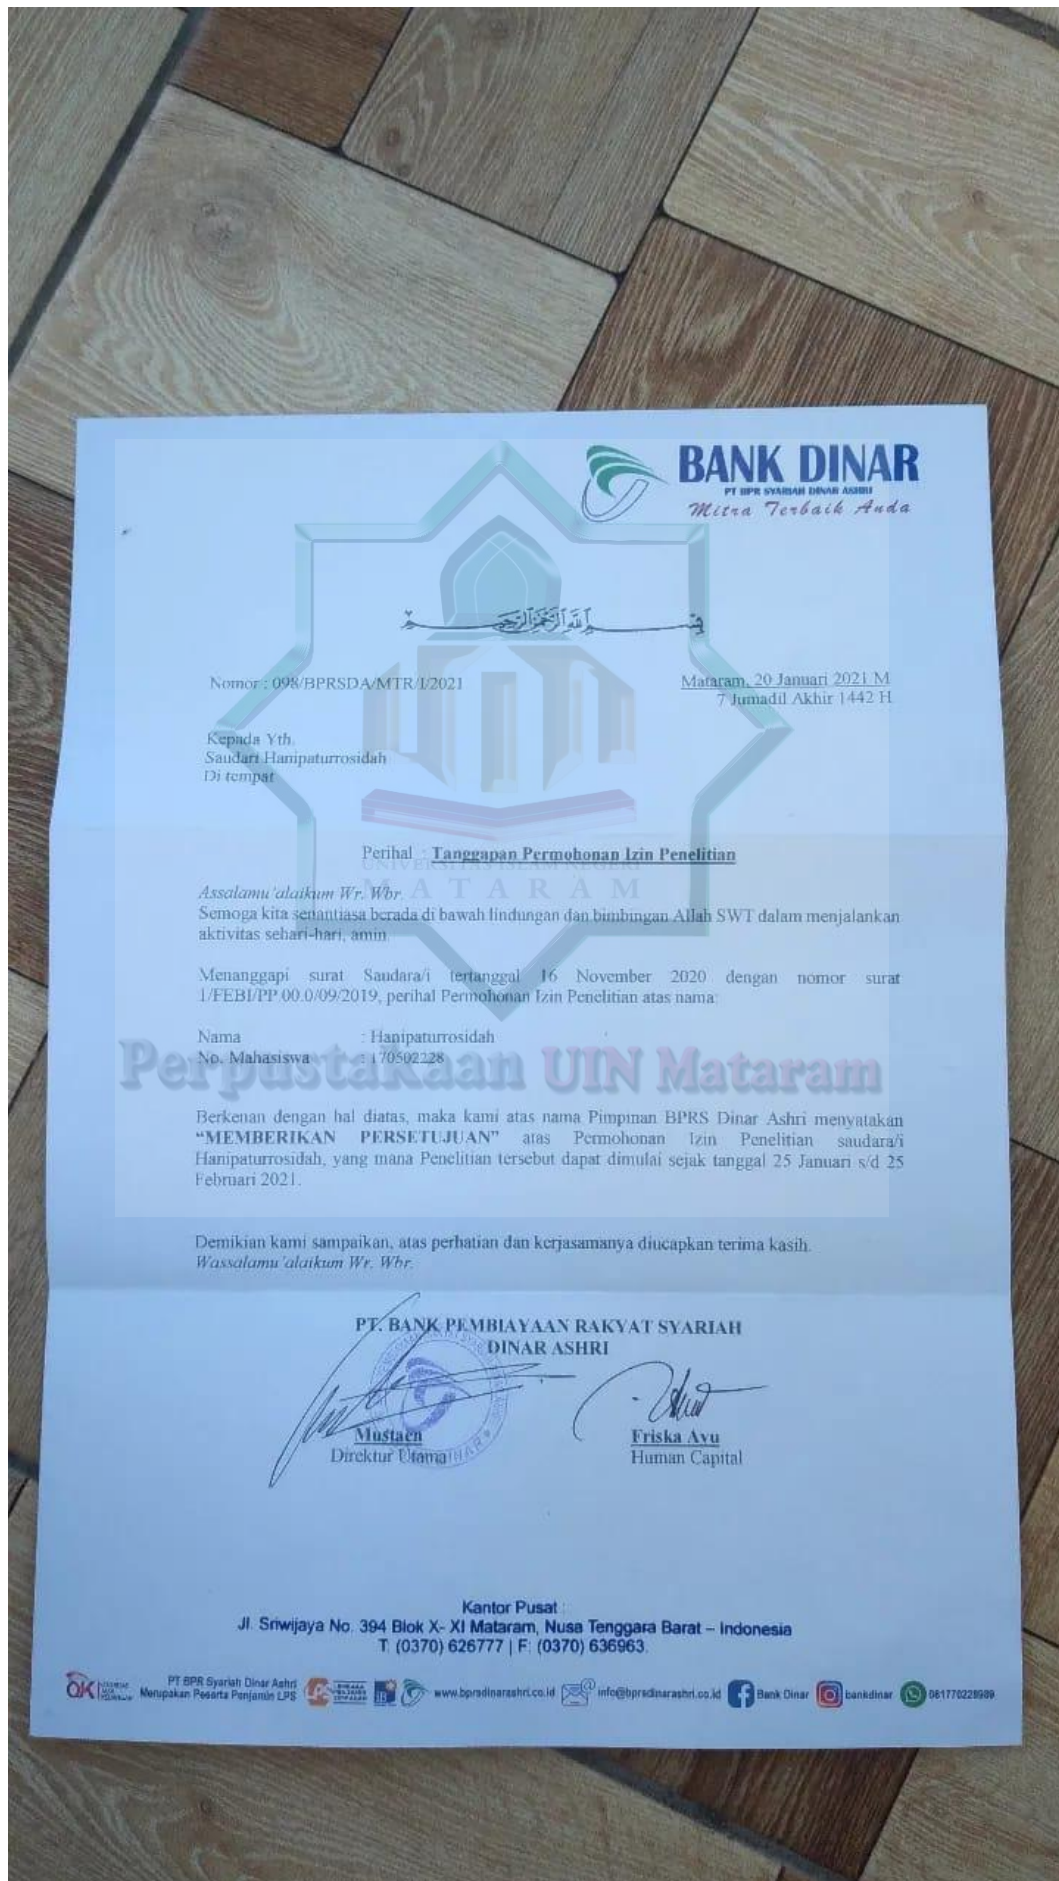 BANK DINAR
PT BPR SYARIAH DINAR ASHRI
Mitra Terbaik Anda
بِسْمِ اللَّهِ الرَّحْمَٰنِ الرَّحِيمِ
Nomor : 098/BPRSDA/MTR/I/2021
Mataram, 20 Januari 2021 M
7 Jumadil Akhir 1442 H
Kepada Yth.
Saudari Hanipaturrosidah
Di tempat
Perihal : Tanggapan Permohonan Izin Penelitian
UNIVERSITAS ISLAM NEGERI
MATARAM
Assalamu'alaikum Wr. Wbr.
Semoga kita senantiasa berada di bawah lindungan dan bimbingan Allah SWT dalam menjalankan
aktivitas sehari-hari, amin.
Menanggapi surat Saudara/i tertanggal 16 November 2020 dengan nomor surat
1/FEBI/PP.00.0/09/2019, perihal Permohonan Izin Penelitian atas nama:
Nama : Hanipaturrosidah
No. Mahasiswa : 170502228
Perpustakaan UIN Mataram
Berkenan dengan hal diatas, maka kami atas nama Pimpinan BPRS Dinar Ashri menyatakan
“MEMBERIKAN PERSETUJUAN” atas Permohonan Izin Penelitian saudara/i
Hanipaturrosidah, yang mana Penelitian tersebut dapat dimulai sejak tanggal 25 Januari s/d 25
Februari 2021.
Demikian kami sampaikan, atas perhatian dan kerjasamanya diucapkan terima kasih.
Wassalamu'alaikum Wr. Wbr.
PT. BANK PEMBIAYAAN RAKYAT SYARIAH
DINAR ASHRI
Mustaen
Direktur Utama
Friska Ayu
Human Capital
Kantor Pusat :
Jl. Sriwijaya No. 394 Blok X- XI Mataram, Nusa Tenggara Barat – Indonesia
T: (0370) 626777 | F: (0370) 636963.
PT BPR Syariah Dinar Ashri
Merupakan Peserta Penjamin LPS
www.bprsdinarashri.co.id
info@bprsdinarashri.co.id
Bank Dinar
bankdinar
081770228989